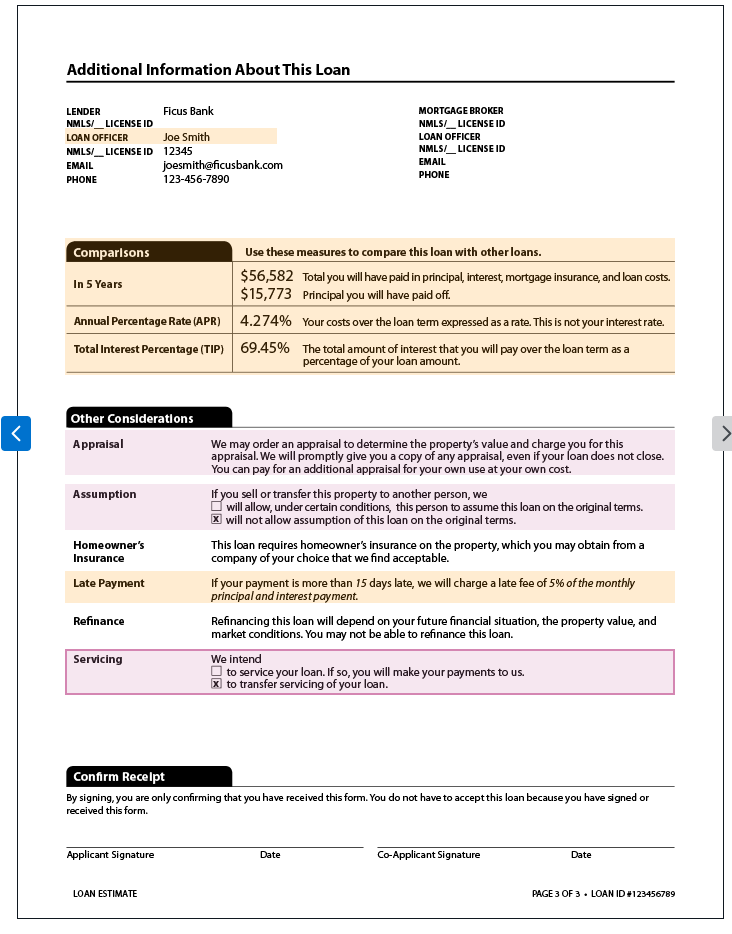 Additional Information About This Loan
LENDER Ficus Bank
NMLS/__ LICENSE ID
LOAN OFFICER Joe Smith
NMLS/__ LICENSE ID 12345
EMAIL joesmith@ficusbank.com
PHONE 123-456-7890
MORTGAGE BROKER
NMLS/__ LICENSE ID
LOAN OFFICER
NMLS/__ LICENSE ID
EMAIL
PHONE
Comparisons Use these measures to compare this loan with other loans.
In 5 Years
$56,582 Total you will have paid in principal, interest, mortgage insurance, and loan costs.
$15,773 Principal you will have paid off.
Annual Percentage Rate (APR) 4.274% Your costs over the loan term expressed as a rate. This is not your interest rate.
Total Interest Percentage (TIP) 69.45% The total amount of interest that you will pay over the loan term as a
percentage of your loan amount.
Other Considerations
Appraisal We may order an appraisal to determine the property's value and charge you for this
appraisal. We will promptly give you a copy of any appraisal, even if your loan does not close.
You can pay for an additional appraisal for your own use at your own cost.
Assumption If you sell or transfer this property to another person, we
☐ will allow, under certain conditions, this person to assume this loan on the original terms.
☒ will not allow assumption of this loan on the original terms.
Homeowner's This loan requires homeowner's insurance on the property, which you may obtain from a
Insurance company of your choice that we find acceptable.
Late Payment If your payment is more than 15 days late, we will charge a late fee of 5% of the monthly
principal and interest payment.
Refinance Refinancing this loan will depend on your future financial situation, the property value, and
market conditions. You may not be able to refinance this loan.
Servicing We intend
☐ to service your loan. If so, you will make your payments to us.
☒ to transfer servicing of your loan.
Confirm Receipt
By signing, you are only confirming that you have received this form. You do not have to accept this loan because you have signed or
received this form.
Applicant Signature Date Co-Applicant Signature Date
LOAN ESTIMATE PAGE 3 OF 3 • LOAN ID #123456789